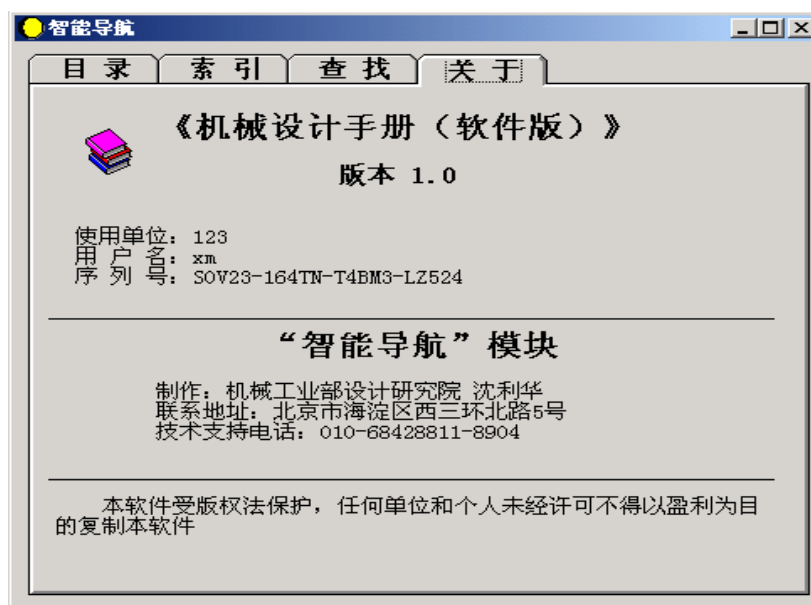 智能导航
目 录 索 引 查 找 关 于
《机械设计手册（软件版）》
版本 1.0
使用单位：123
用 户 名：xm
序 列 号：SOV23-164TN-T4BM3-LZ524
“智能导航”模块
制作：机械工业部设计研究院 沈利华
联系地址：北京市海淀区西三环北路5号
技术支持电话：010-68428811-8904
本软件受版权法保护，任何单位和个人未经许可不得以盈利为目
的复制本软件